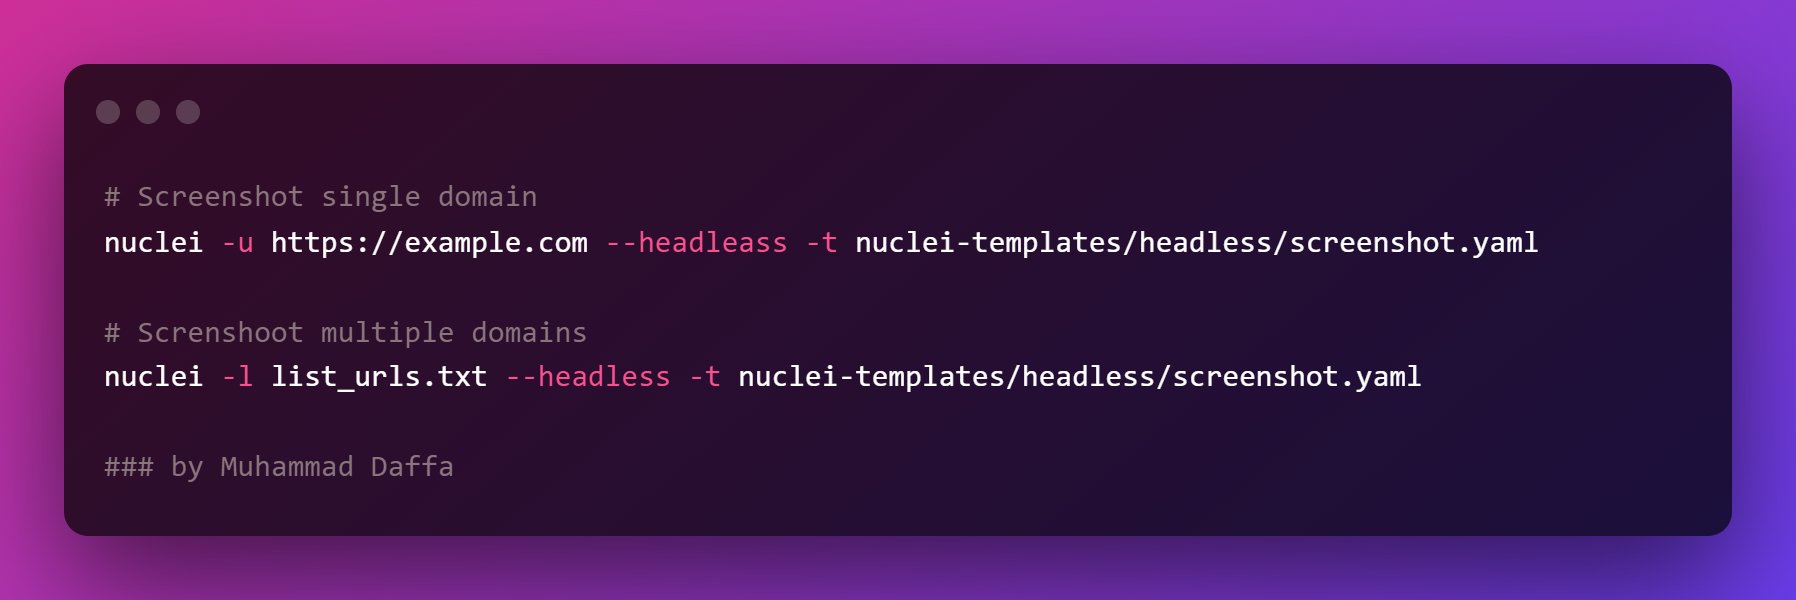 # Screenshot single domain
nuclei -u https://example.com --headleass -t nuclei-templates/headless/screenshot.yaml
# Screnshoot multiple domains
nuclei -l list_urls.txt --headless -t nuclei-templates/headless/screenshot.yaml
### by Muhammad Daffa